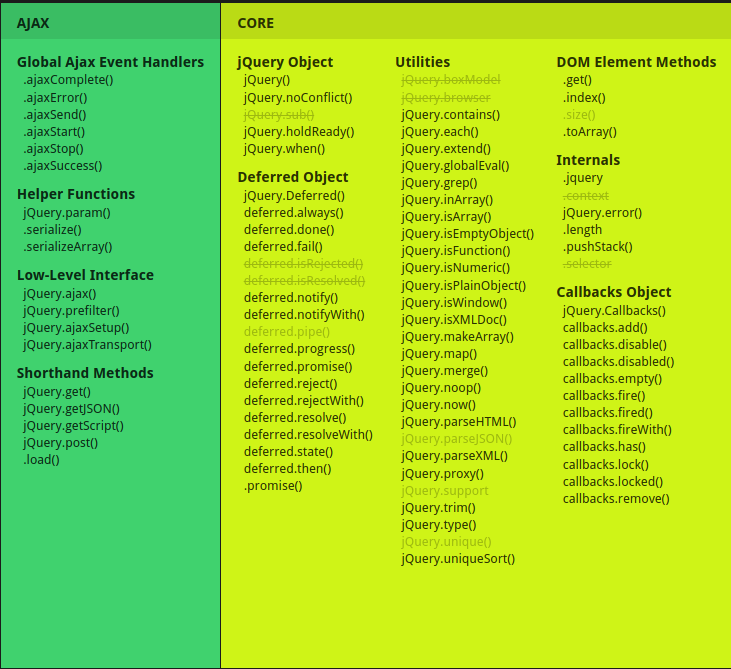 AJAX
Global Ajax Event Handlers
.ajaxComplete()
.ajaxError()
.ajaxSend()
.ajaxStart()
.ajaxStop()
.ajaxSuccess()
Helper Functions
jQuery.param()
.serialize()
.serializeArray()
Low-Level Interface
jQuery.ajax()
jQuery.prefilter()
jQuery.ajaxSetup()
jQuery.ajaxTransport()
Shorthand Methods
jQuery.get()
jQuery.getJSON()
jQuery.getScript()
jQuery.post()
.load()
CORE
jQuery Object
jQuery()
jQuery.noConflict()
jQuery.sub()
jQuery.holdReady()
jQuery.when()
Deferred Object
jQuery.Deferred()
deferred.always()
deferred.done()
deferred.fail()
deferred.isRejected()
deferred.isResolved()
deferred.notify()
deferred.notifyWith()
deferred.pipe()
deferred.progress()
deferred.promise()
deferred.reject()
deferred.rejectWith()
deferred.resolve()
deferred.resolveWith()
deferred.state()
deferred.then()
.promise()
Utilities
jQuery.boxModel
jQuery.browser
jQuery.contains()
jQuery.each()
jQuery.extend()
jQuery.globalEval()
jQuery.grep()
jQuery.inArray()
jQuery.isArray()
jQuery.isEmptyObject()
jQuery.isFunction()
jQuery.isNumeric()
jQuery.isPlainObject()
jQuery.isWindow()
jQuery.isXMLDoc()
jQuery.makeArray()
jQuery.map()
jQuery.merge()
jQuery.noop()
jQuery.now()
jQuery.parseHTML()
jQuery.parseJSON()
jQuery.parseXML()
jQuery.proxy()
jQuery.support
jQuery.trim()
jQuery.type()
jQuery.unique()
jQuery.uniqueSort()
DOM Element Methods
.get()
.index()
.size()
.toArray()
Internals
.jquery
.context
jQuery.error()
.length
.pushStack()
.selector
Callbacks Object
jQuery.Callbacks()
callbacks.add()
callbacks.disable()
callbacks.disabled()
callbacks.empty()
callbacks.fire()
callbacks.fired()
callbacks.fireWith()
callbacks.has()
callbacks.lock()
callbacks.locked()
callbacks.remove()